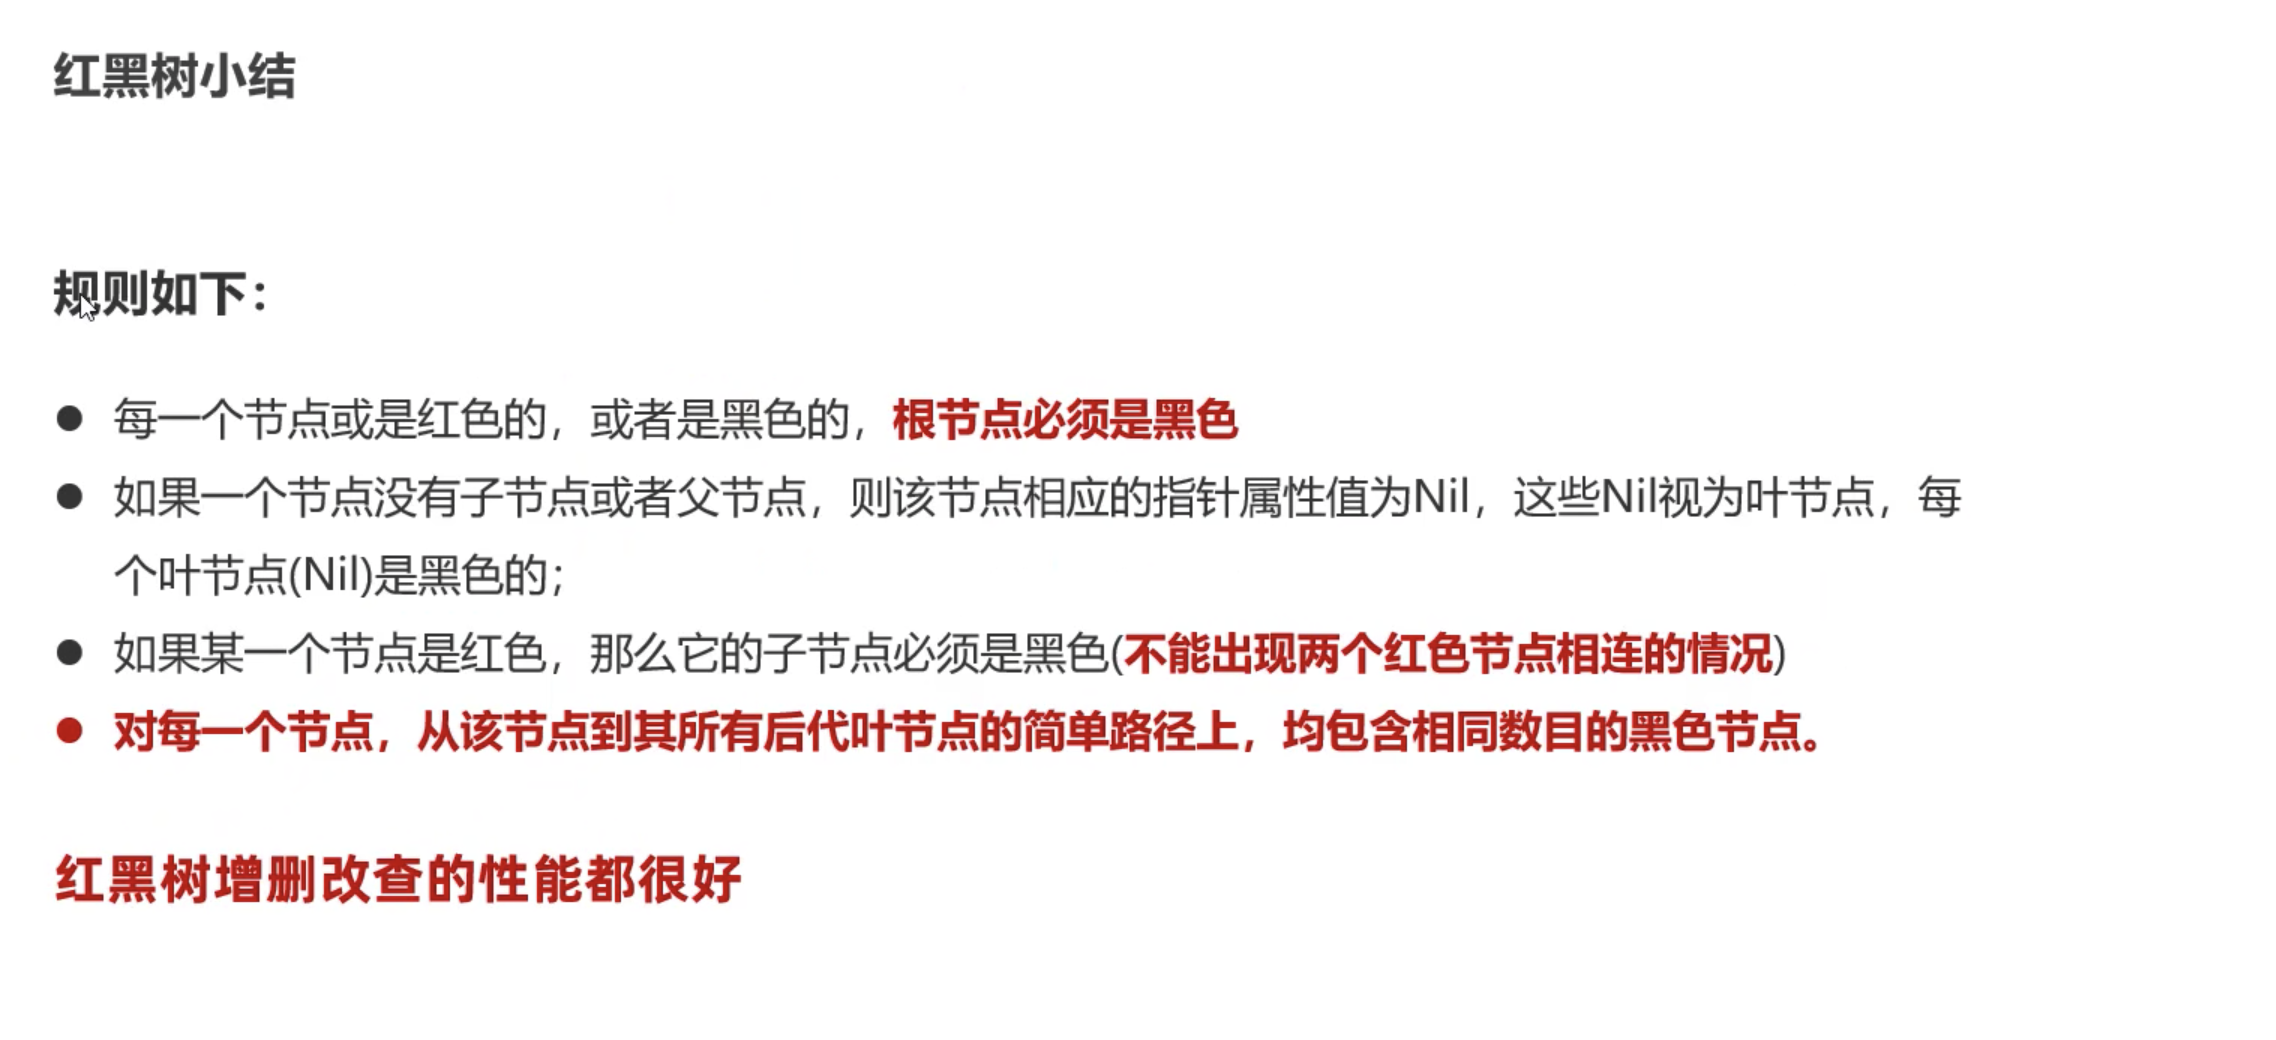 红黑树小结
规则如下：
● 每一个节点或是红色的，或者是黑色的，根节点必须是黑色
● 如果一个节点没有子节点或者父节点，则该节点相应的指针属性值为Nil，这些Nil视为叶节点，每
个叶节点(Nil)是黑色的；
● 如果某一个节点是红色，那么它的子节点必须是黑色(不能出现两个红色节点相连的情况)
● 对每一个节点，从该节点到其所有后代叶节点的简单路径上，均包含相同数目的黑色节点。
红黑树增删改查的性能都很好